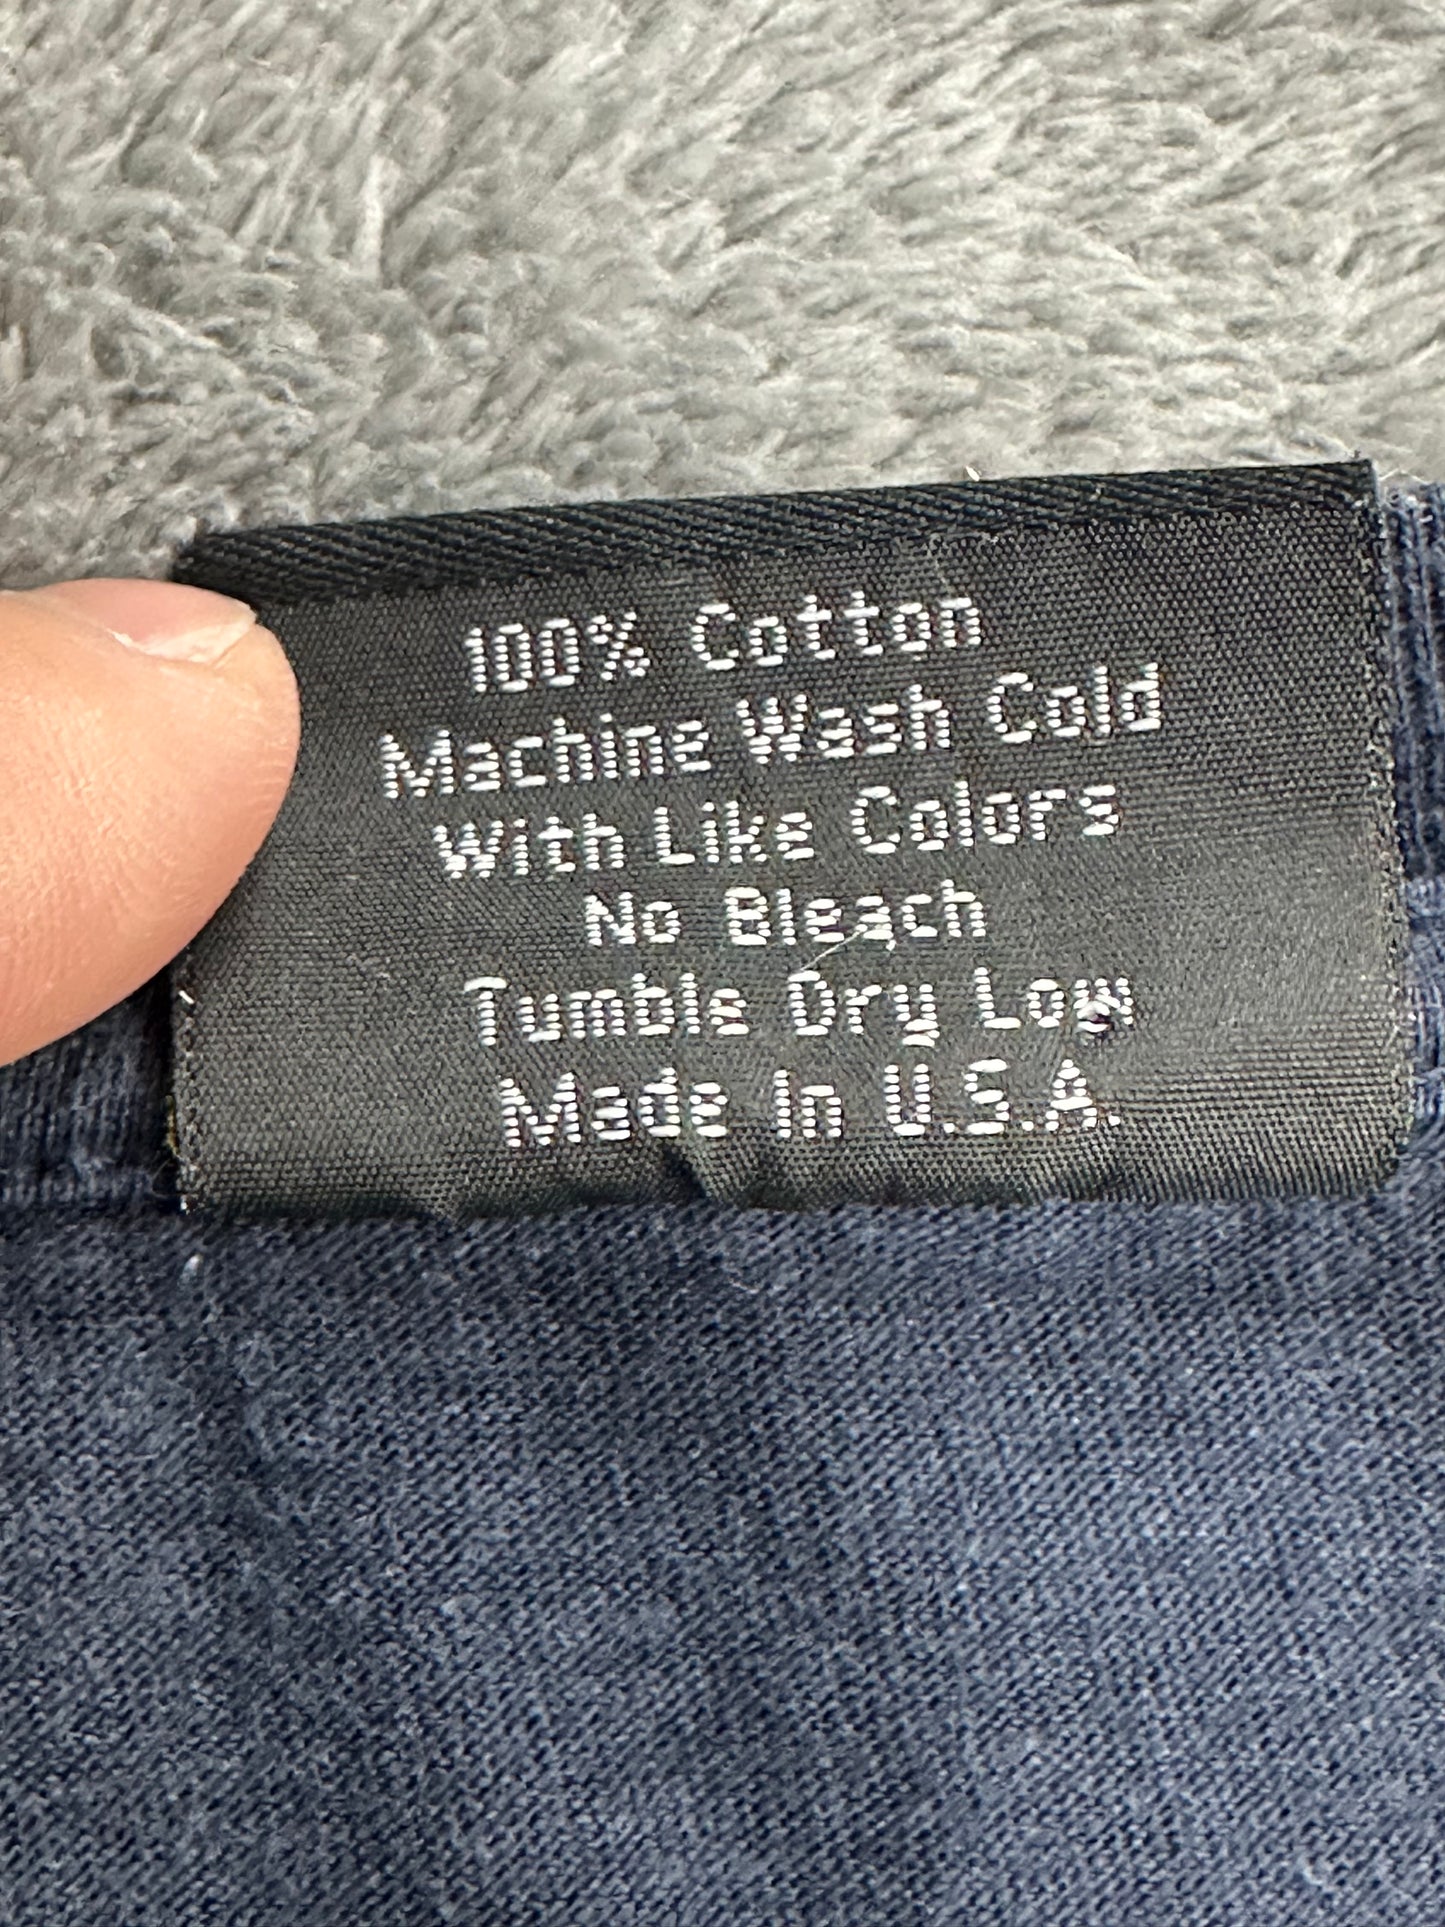 100% Cotton
Machine Wash Cold
With Like Colors
No Bleach
Tumble Dry Low
Made In U.S.A.